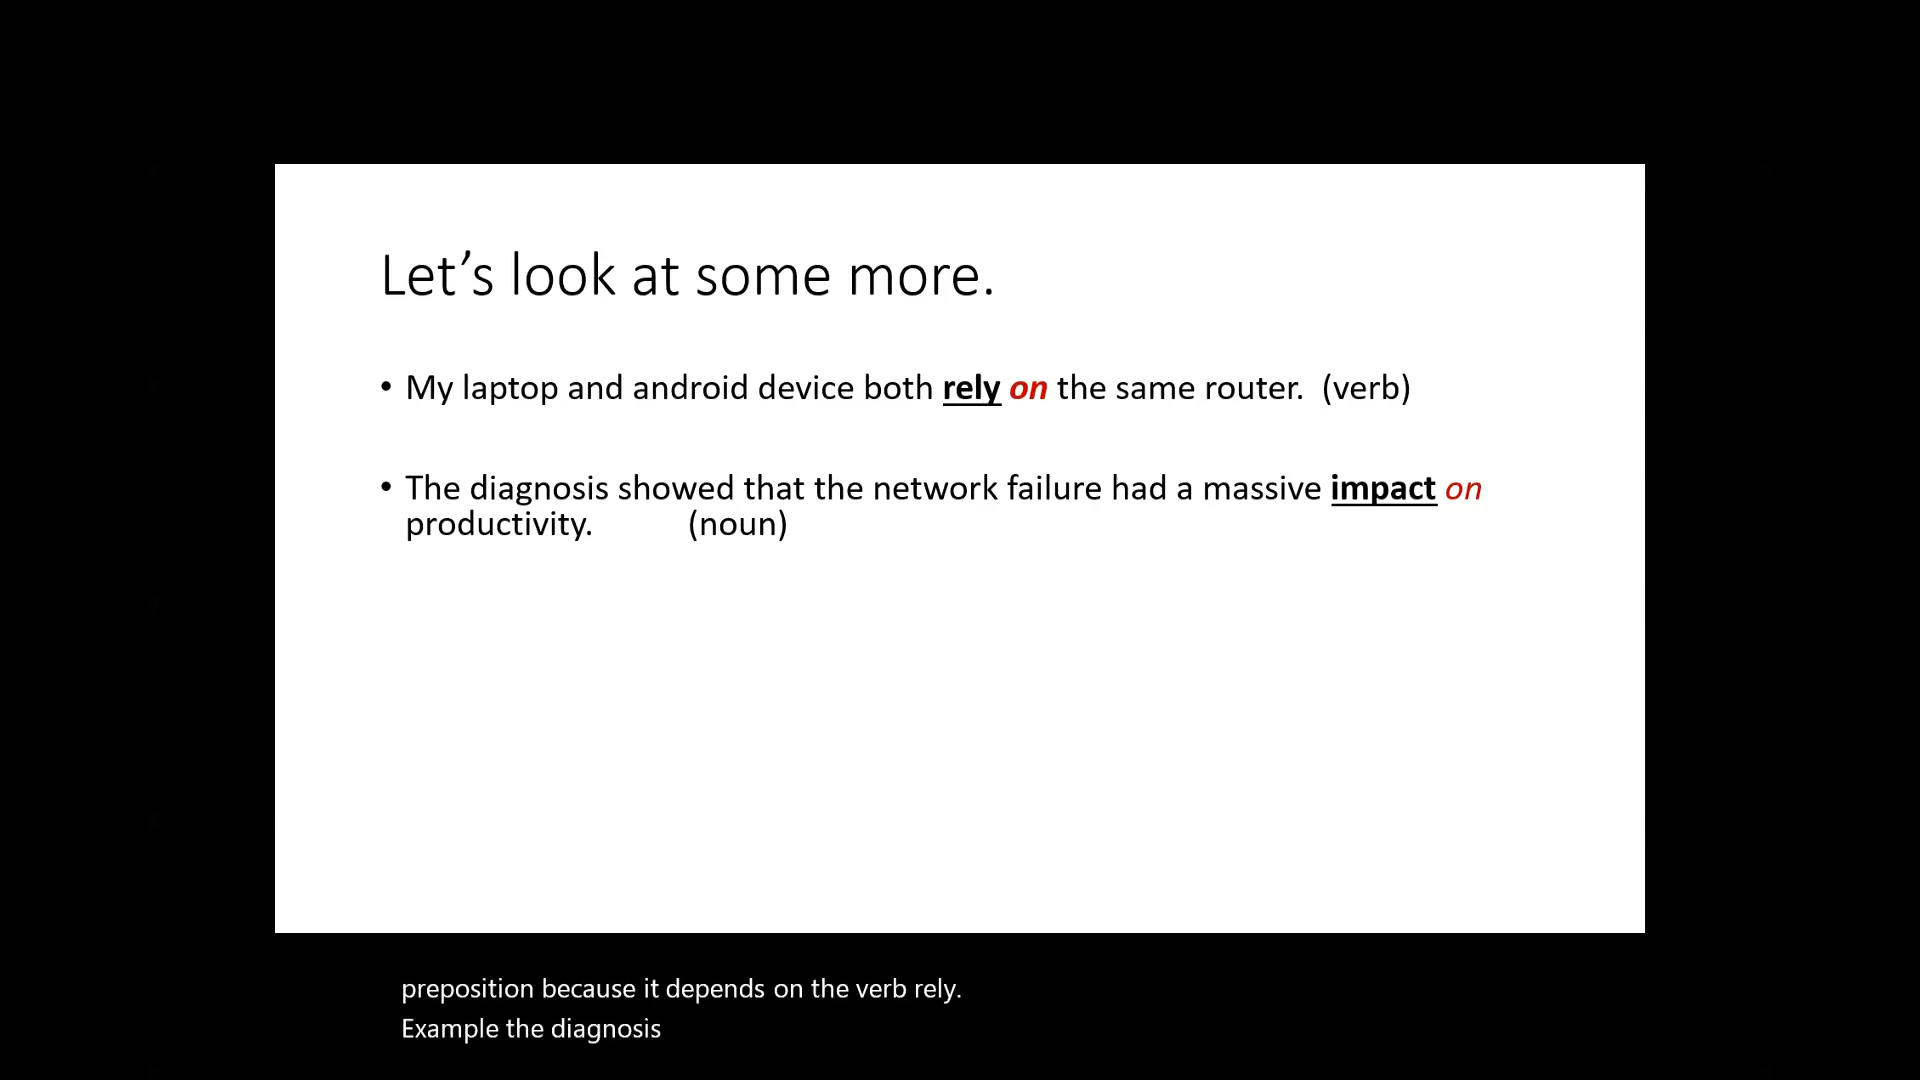 Let’s look at some more.
• My laptop and android device both rely on the same router. (verb)
• The diagnosis showed that the network failure had a massive impact on
productivity. (noun)
preposition because it depends on the verb rely.
Example the diagnosis